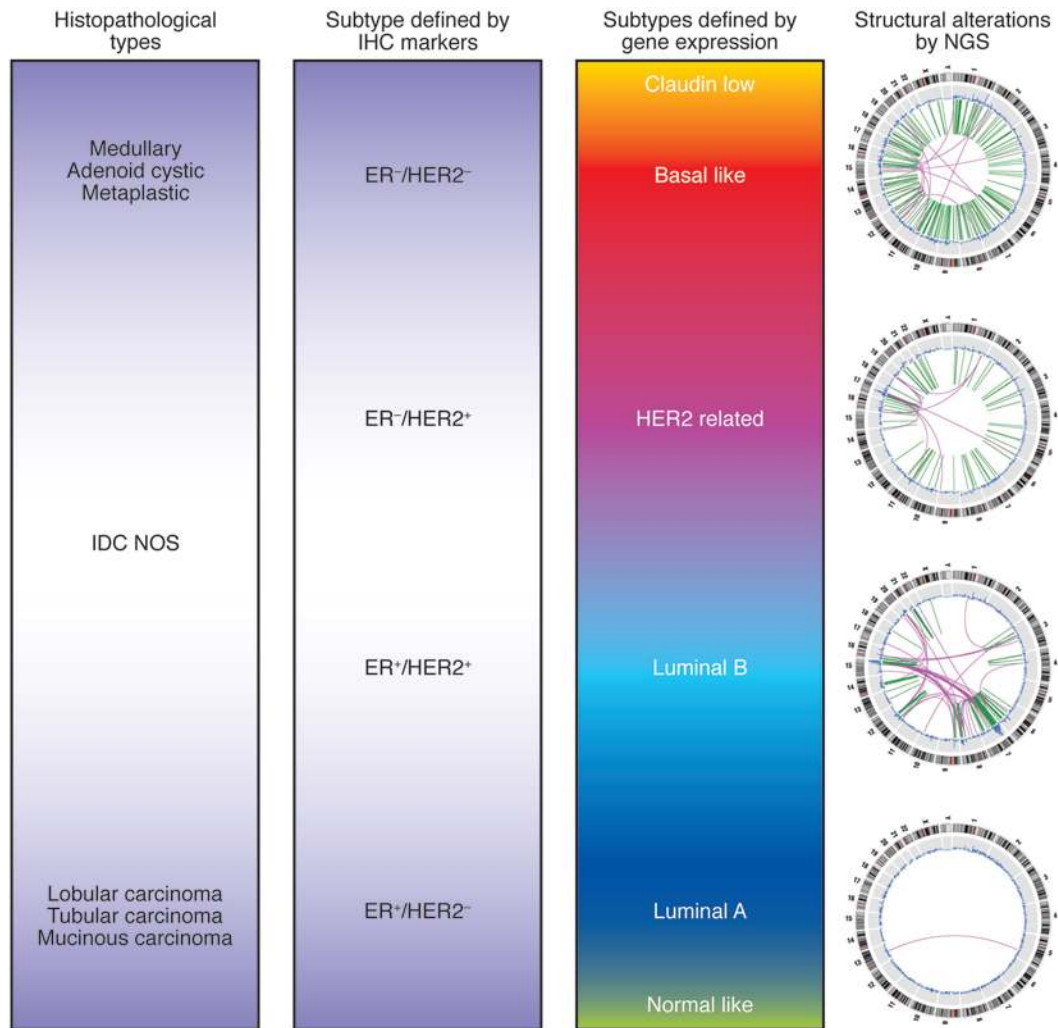 Histopathological
types
Subtype defined by
IHC markers
Subtypes defined by
gene expression
Structural alterations
by NGS
Claudin low
Medullary
Adenoid cystic
Metaplastic
ER⁻/HER2⁻
Basal like
ER⁻/HER2⁺
HER2 related
IDC NOS
ER⁺/HER2⁺
Luminal B
Lobular carcinoma
Tubular carcinoma
Mucinous carcinoma
ER⁺/HER2⁻
Luminal A
Normal like